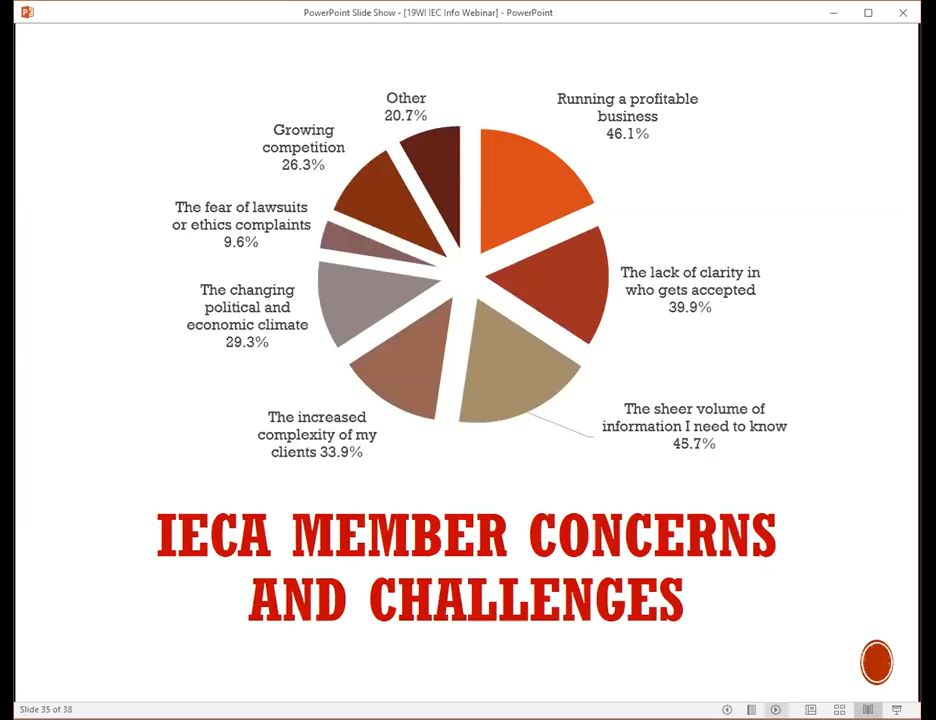 PowerPoint Slide Show - [19WI IEC Info Webinar] - PowerPoint
Other
20.7%
Running a profitable
business
46.1%
Growing
competition
26.3%
The fear of lawsuits
or ethics complaints
9.6%
The lack of clarity in
who gets accepted
39.9%
The changing
political and
economic climate
29.3%
The sheer volume of
information I need to know
45.7%
The increased
complexity of my
clients 33.9%
IECA MEMBER CONCERNS
AND CHALLENGES
Slide 35 of 38